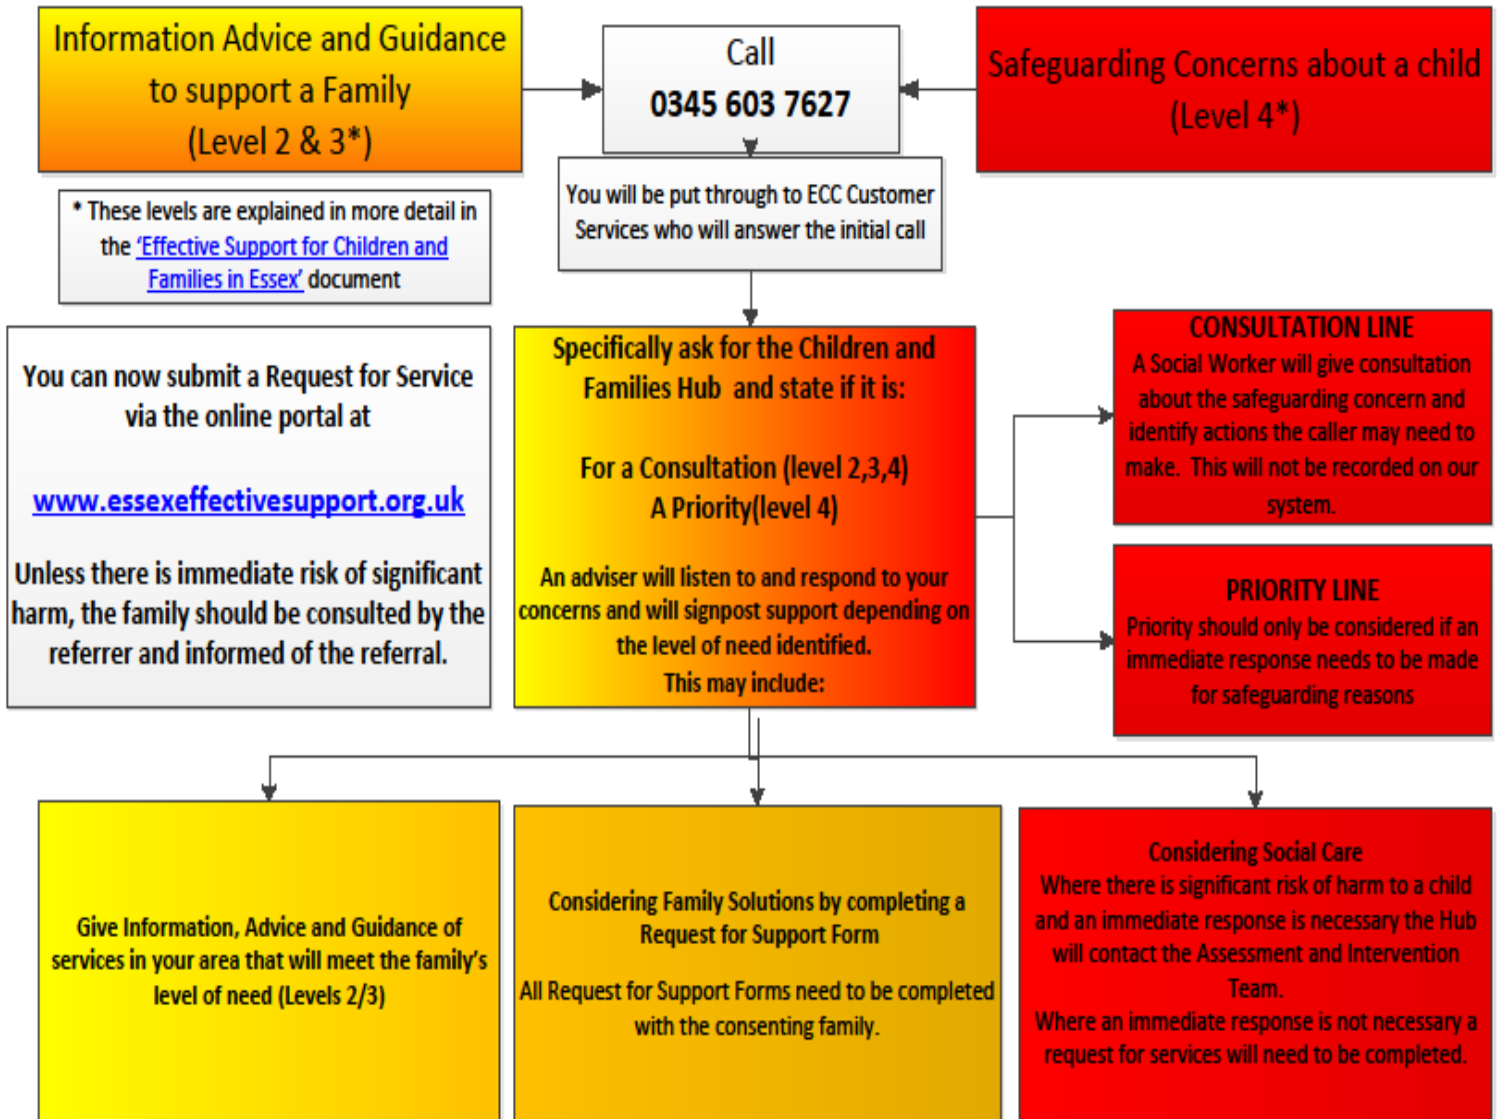 Information Advice and Guidance
to support a Family
(Level 2 & 3*)
Call
0345 603 7627
Safeguarding Concerns about a child
(Level 4*)
* These levels are explained in more detail in
the 'Effective Support for Children and
Families in Essex' document
You will be put through to ECC Customer
Services who will answer the initial call
You can now submit a Request for Service
via the online portal at
www.essexeffectivesupport.org.uk
Unless there is immediate risk of significant
harm, the family should be consulted by the
referrer and informed of the referral.
Specifically ask for the Children and
Families Hub and state if it is:
For a Consultation (level 2,3,4)
A Priority(level 4)
An adviser will listen to and respond to your
concerns and will signpost support depending on
the level of need identified.
This may include:
CONSULTATION LINE
A Social Worker will give consultation
about the safeguarding concern and
identify actions the caller may need to
make. This will not be recorded on our
system.
PRIORITY LINE
Priority should only be considered if an
immediate response needs to be made
for safeguarding reasons
Give Information, Advice and Guidance of
services in your area that will meet the family's
level of need (Levels 2/3)
Considering Family Solutions by completing a
Request for Support Form
All Request for Support Forms need to be completed
with the consenting family.
Considering Social Care
Where there is significant risk of harm to a child
and an immediate response is necessary the Hub
will contact the Assessment and Intervention
Team.
Where an immediate response is not necessary a
request for services will need to be completed.